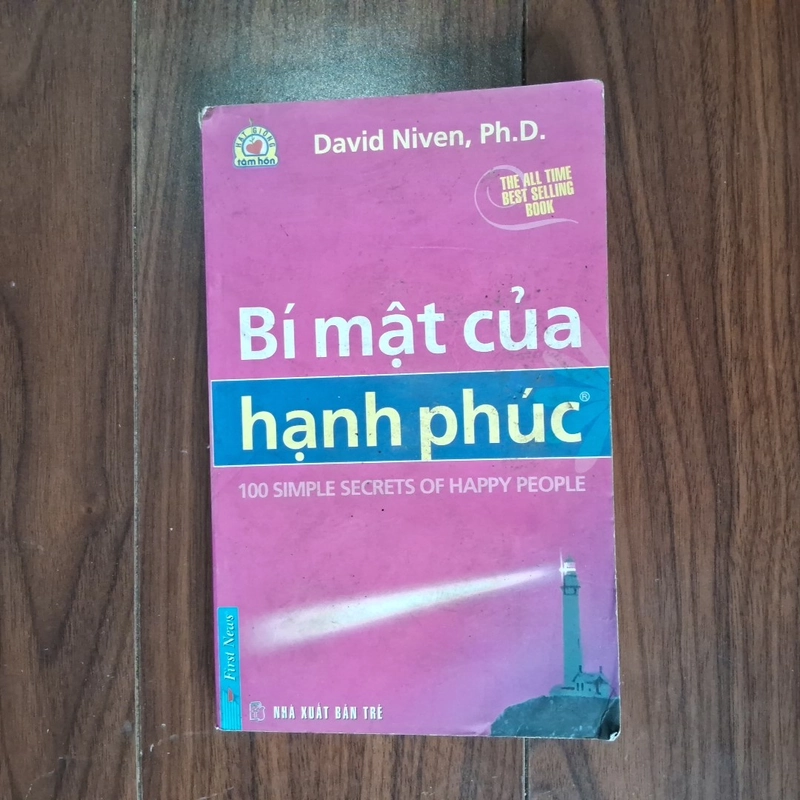 HẠT GIỐNG
tâm hồn
David Niven, Ph.D.
THE ALL TIME
BEST SELLING
BOOK
Bí mật của
hạnh phúc®
100 SIMPLE SECRETS OF HAPPY PEOPLE
First News
NHÀ XUẤT BẢN TRẺ